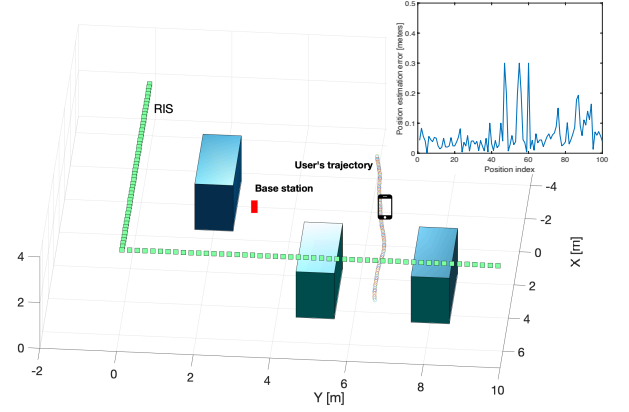 0.5
0.4
0.3
0.2
0.1
0
Position estimation error [meters]
0 20 40 60 80 100
Position index
RIS
User's trajectory
Base station
-4
-2
0
2
4
6
X [m]
4
2
0
-2 0 2 4 6 8 10
Y [m]